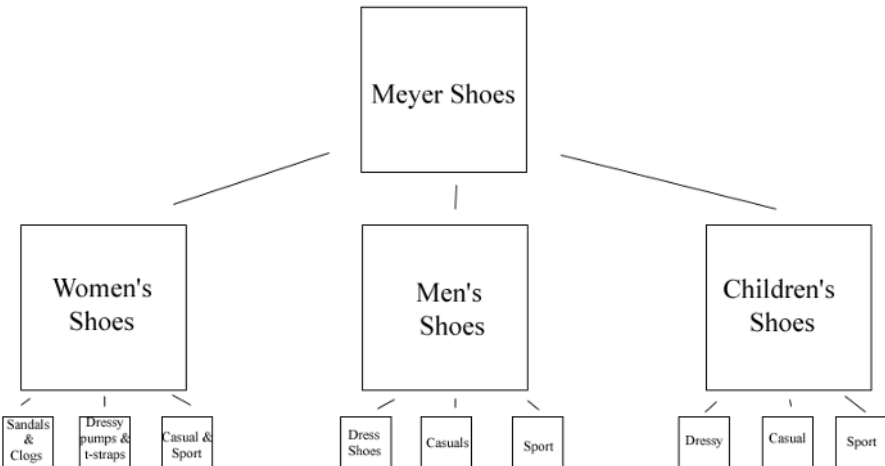 Meyer Shoes
Women's
Shoes
Men's
Shoes
Children's
Shoes
Sandals
&
Clogs
Dressy
pumps &
t-straps
Casual &
Sport
Dress
Shoes
Casuals
Sport
Dressy
Casual
Sport